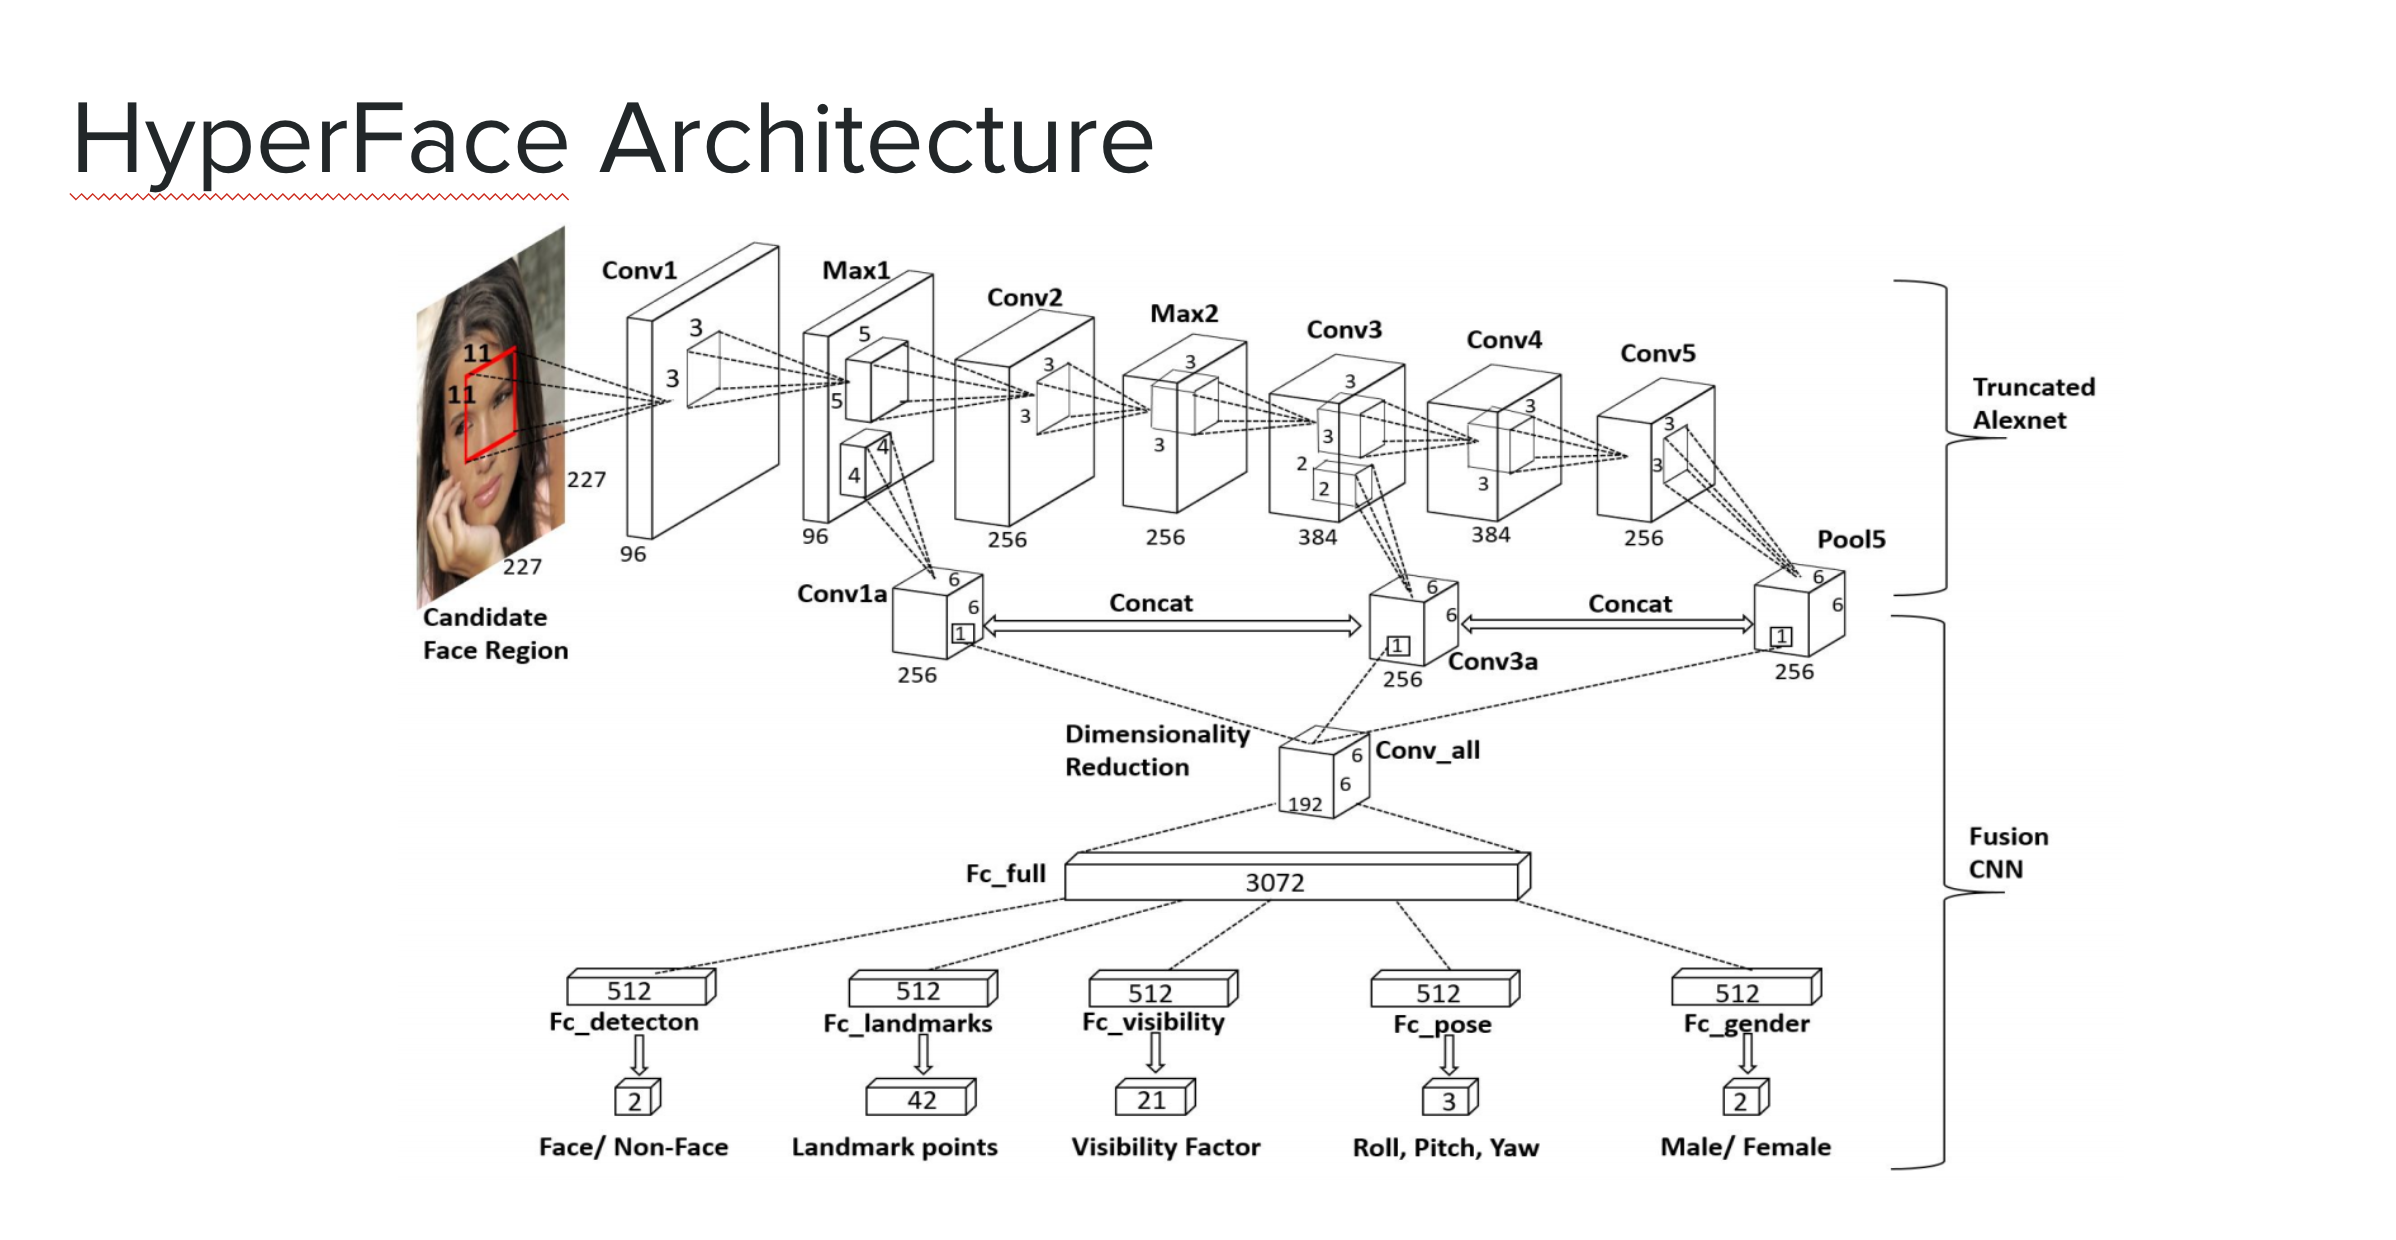 HyperFace Architecture
Conv1
Max1
Conv2
Max2
Conv3
Conv4
Conv5
11
11
227
227
3
3
5
5
4
4
3
3
3
3
3
3
2
2
3
3
3
3
96
96
256
256
384
384
256
Truncated
Alexnet
Candidate
Face Region
Conv1a
6
6
1
256
Concat
6
6
1
256
Conv3a
Concat
Pool5
6
6
1
256
Dimensionality
Reduction
Conv_all
6
6
192
Fc_full
3072
Fusion
CNN
512
512
512
512
512
Fc_detecton
Fc_landmarks
Fc_visibility
Fc_pose
Fc_gender
2
42
21
3
2
Face/ Non-Face
Landmark points
Visibility Factor
Roll, Pitch, Yaw
Male/ Female